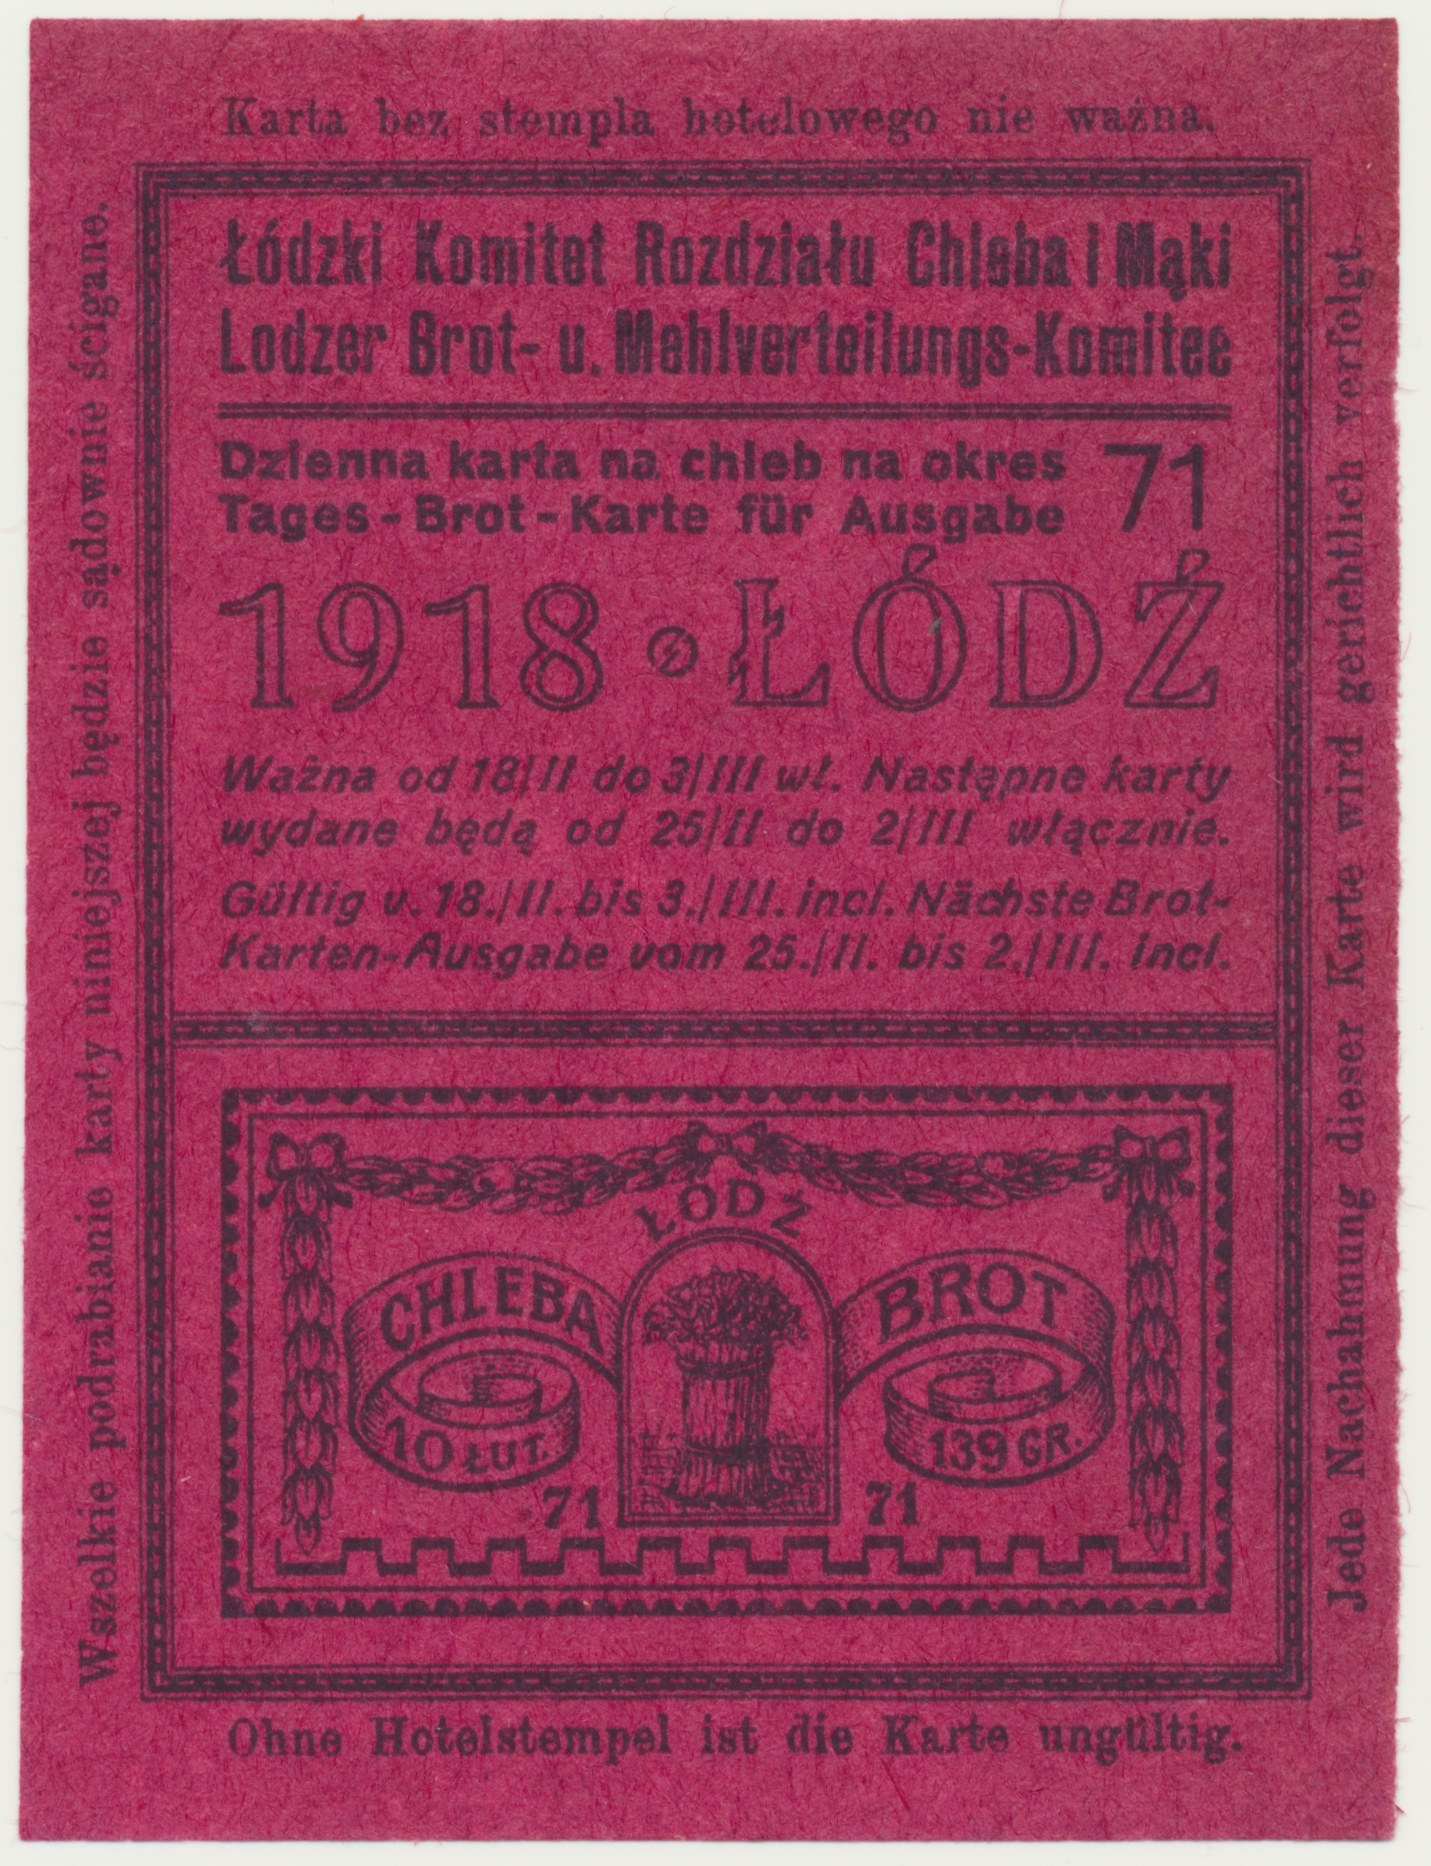 Karta bez stempla hotelowego nie ważna.
Wszelkie podrabianie karty niniejszej będzie sądownie ścigane.
Łódzki Komitet Rozdziału Chleba i Mąki
Lodzer Brot- u. Mehlverteilungs-Komitee
Dzienna karta na chleb na okres 71
Tages-Brot-Karte für Ausgabe
1918 · ŁÓDŹ
Ważna od 18/II do 3/III wł. Następne karty
wydane będą od 25/II do 2/III włącznie.
Gültig v. 18./II. bis 3./III. incl. Nächste Brot-
Karten-Ausgabe vom 25./II. bis 2./III. incl.
ŁÓDŹ
CHLEBA
BROT
10 ŁUT.
139 GR.
71
71
Jede Nachahmung dieser Karte wird gerichtlich verfolgt.
Ohne Hotelstempel ist die Karte ungültig.